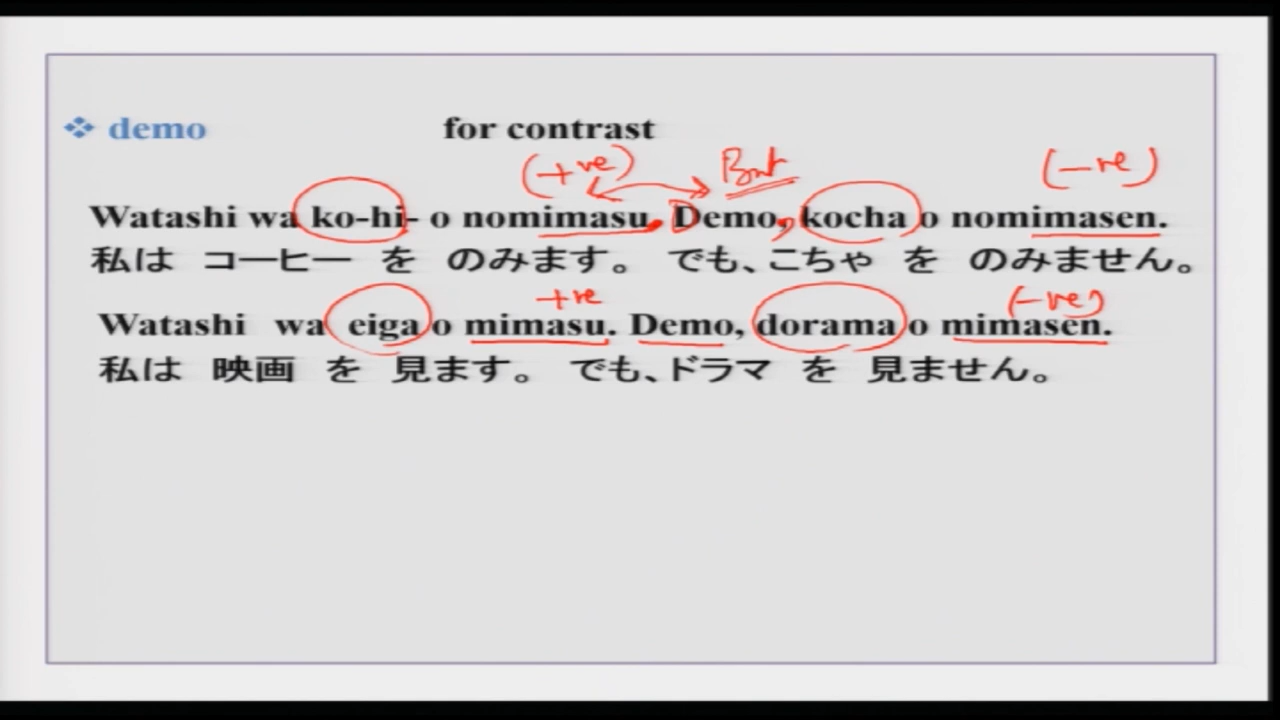 ❖ demo for contrast
(+ve) But (-ve)
Watashi wa ko-hi- o nomimasu. Demo, kocha o nomimasen.
私は コーヒー を のみます。 でも、こちゃ を のみません。
+ve (-ve)
Watashi wa eiga o mimasu. Demo, dorama o mimasen.
私は 映画 を 見ます。 でも、ドラマ を 見ません。